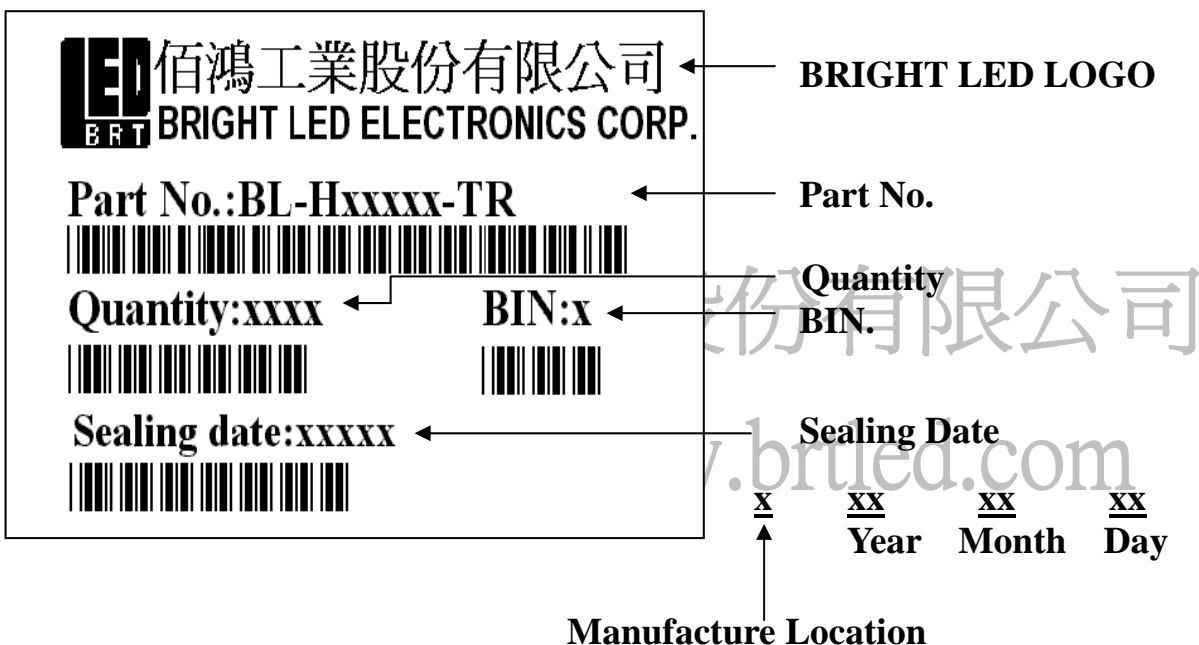 LED
BRT
佰鴻工業股份有限公司
BRIGHT LED ELECTRONICS CORP.
BRIGHT LED LOGO
Part No.:BL-Hxxxxx-TR
Part No.
Quantity:xxxx
BIN:x
Quantity
BIN.
份有限公司
Sealing date:xxxxx
Sealing Date
.brtled.com
x xx xx xx
Year Month Day
Manufacture Location